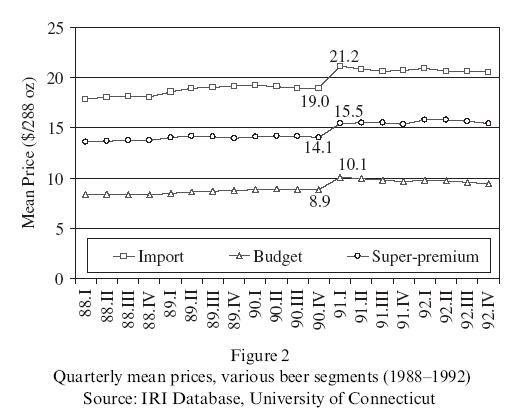 25
20
15
10
5
0
Mean Price ($/288 oz)
21.2
19.0
15.5
14.1
10.1
8.9
Import Budget Super-premium
88.I 88.II 88.III 88.IV 89.I 89.II 89.III 89.IV 90.I 90.II 90.III 90.IV 91.I 91.II 91.III 91.IV 92.I 92.II 92.III 92.IV
Figure 2
Quarterly mean prices, various beer segments (1988–1992)
Source: IRI Database, University of Connecticut